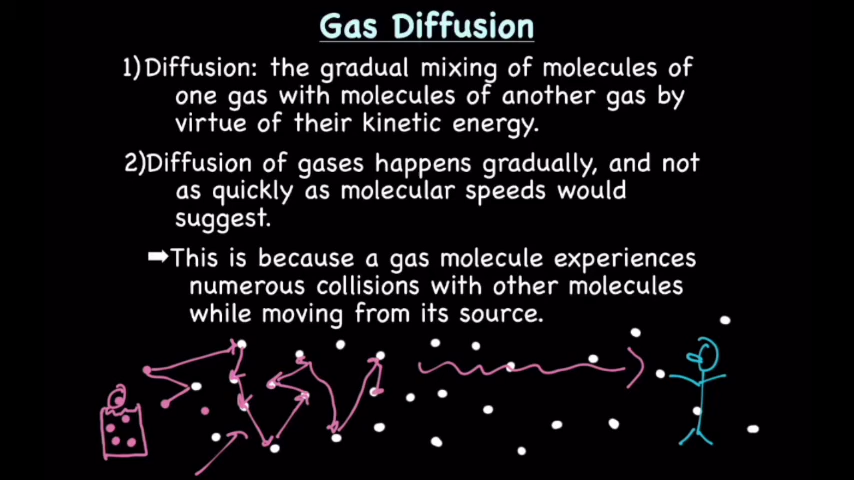 Gas Diffusion
1)Diffusion: the gradual mixing of molecules of
one gas with molecules of another gas by
virtue of their kinetic energy.
2)Diffusion of gases happens gradually, and not
as quickly as molecular speeds would
suggest.
➡This is because a gas molecule experiences
numerous collisions with other molecules
while moving from its source.